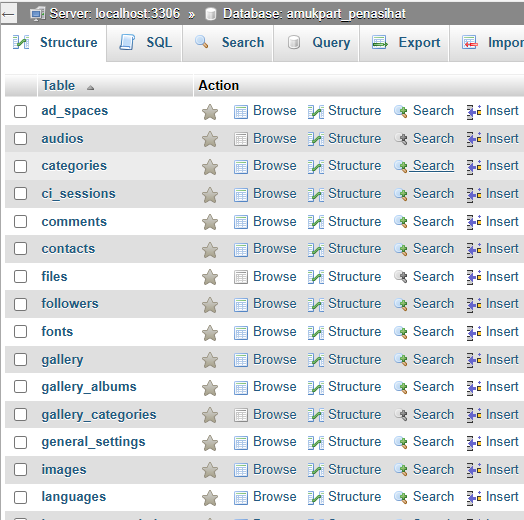 Server: localhost:3306 » Database: amukpart_penasihat
Structure SQL Search Query Export Impor
Table Action
ad_spaces Browse Structure Search Insert
audios Browse Structure Search Insert
categories Browse Structure Search Insert
ci_sessions Browse Structure Search Insert
comments Browse Structure Search Insert
contacts Browse Structure Search Insert
files Browse Structure Search Insert
followers Browse Structure Search Insert
fonts Browse Structure Search Insert
gallery Browse Structure Search Insert
gallery_albums Browse Structure Search Insert
gallery_categories Browse Structure Search Insert
general_settings Browse Structure Search Insert
images Browse Structure Search Insert
languages Browse Structure Search Insert